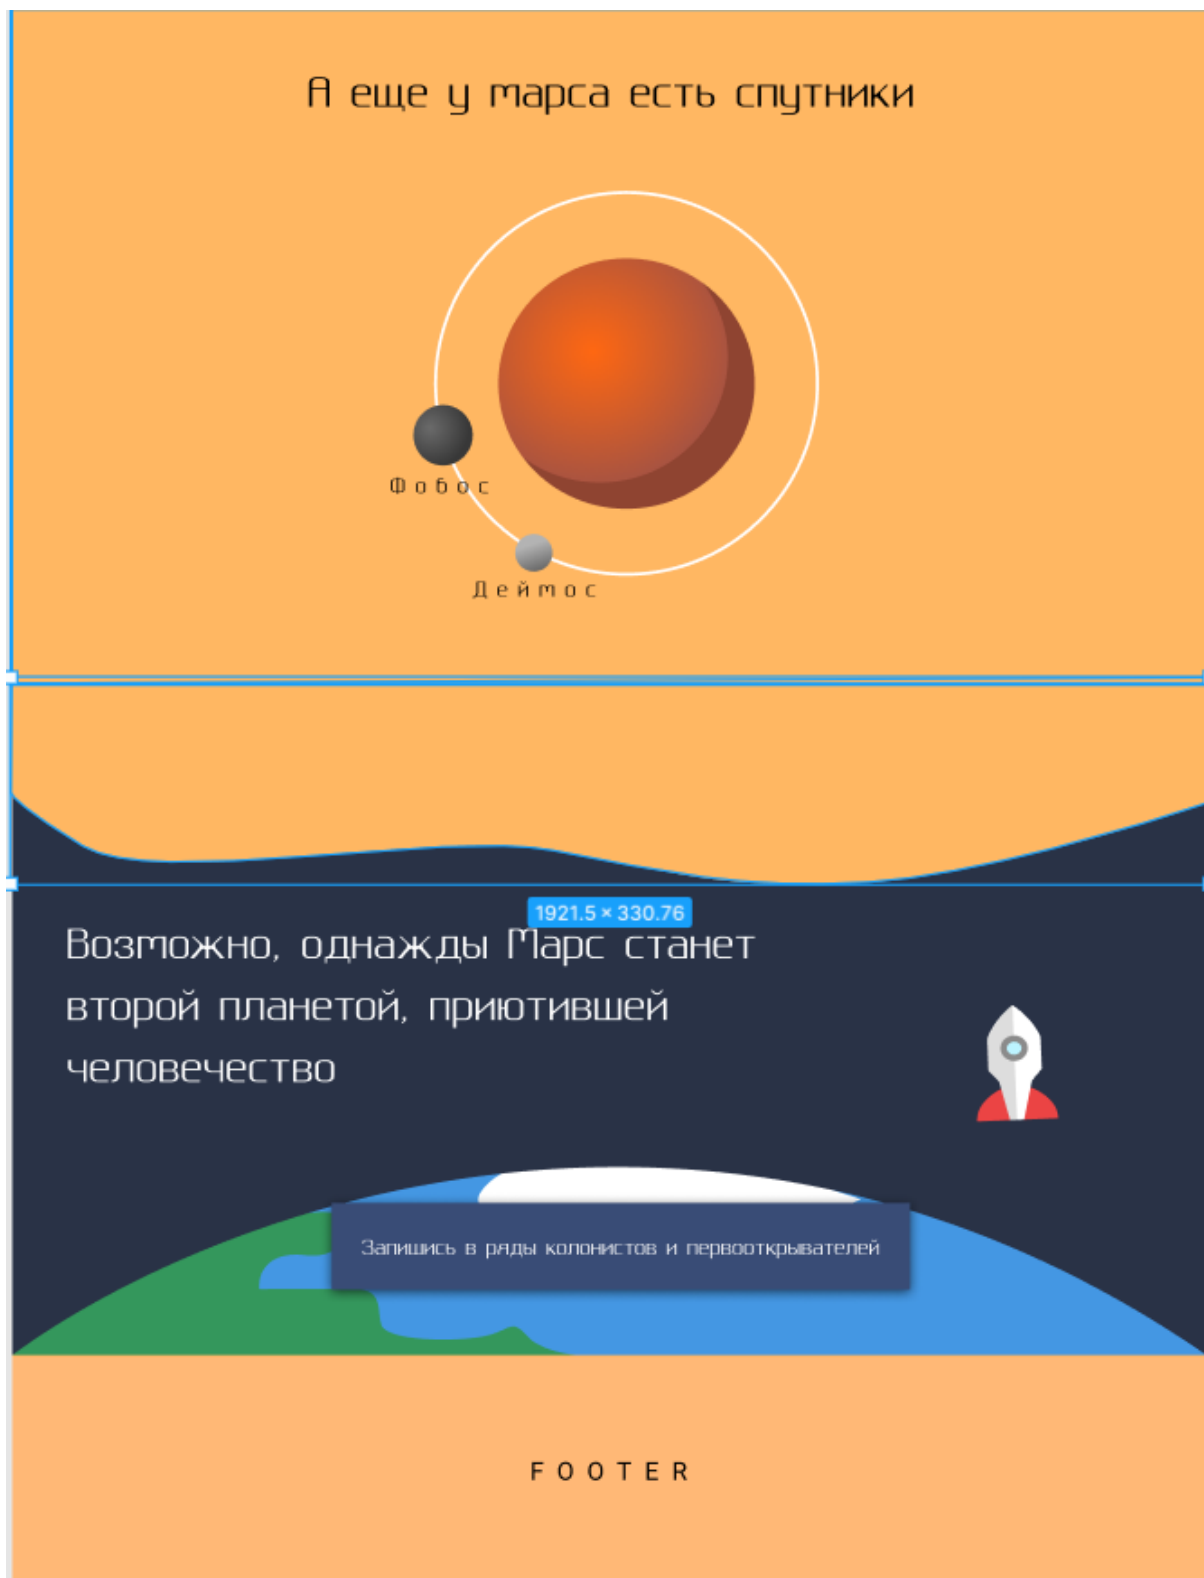 А еще у марса есть спутники
Фобос
Деймос
1921.5 × 330.76
Возможно, однажды Марс станет
второй планетой, приютившей
человечество
Запишись в ряды колонистов и первооткрывателей
FOOTER